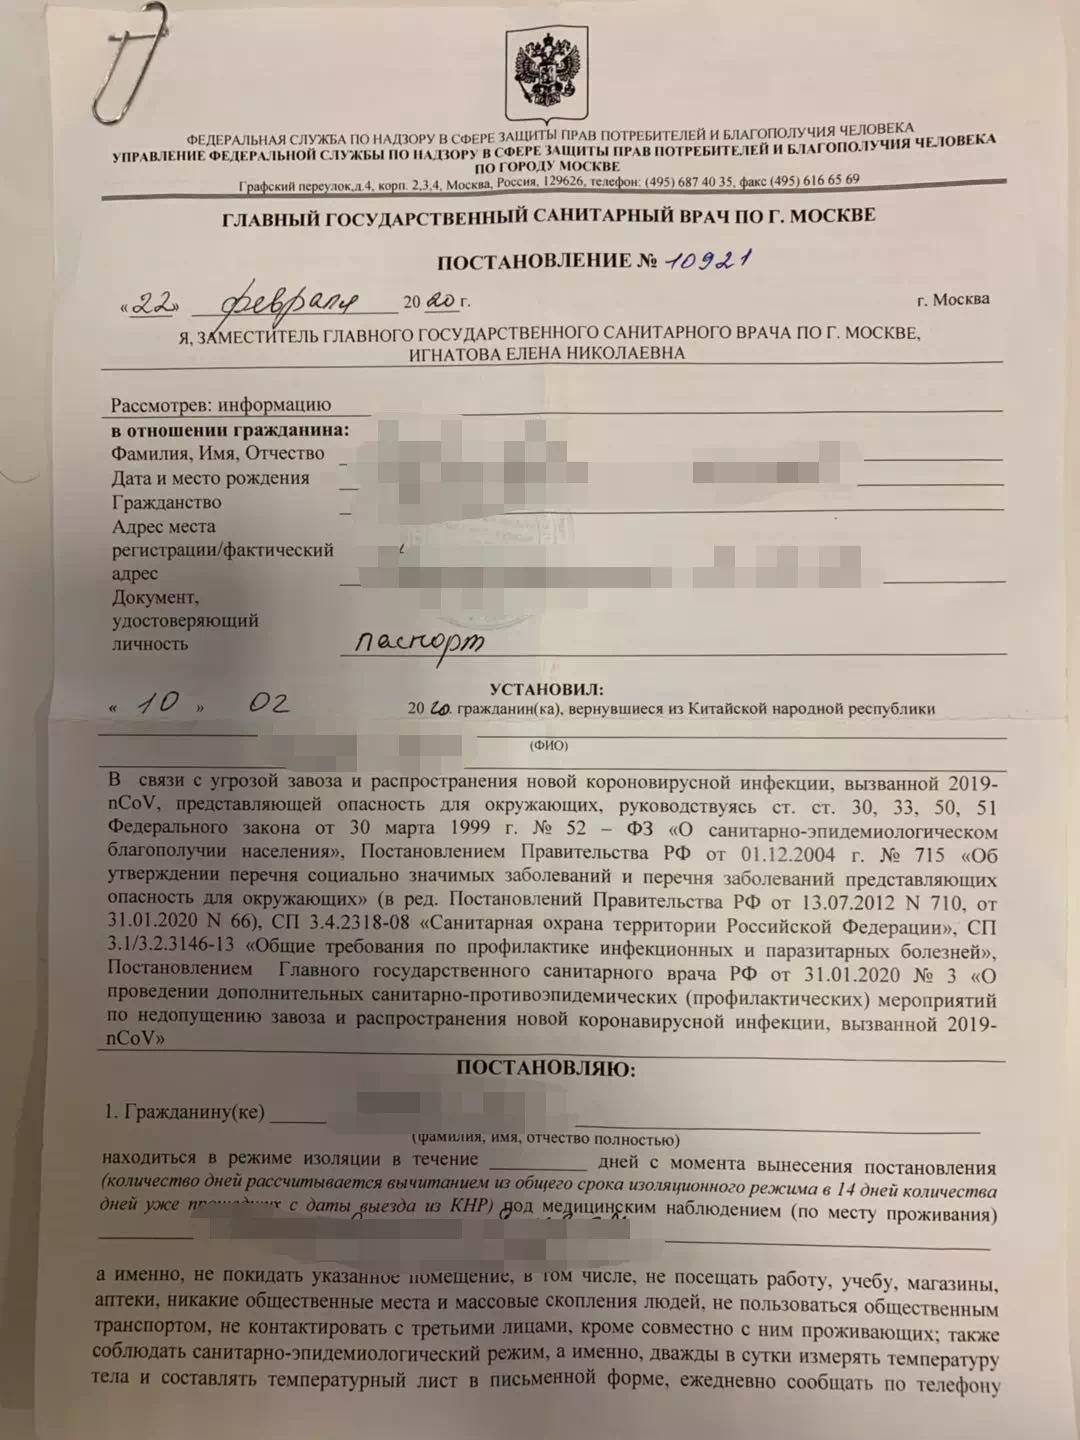 ФЕДЕРАЛЬНАЯ СЛУЖБА ПО НАДЗОРУ В СФЕРЕ ЗАЩИТЫ ПРАВ ПОТРЕБИТЕЛЕЙ И БЛАГОПОЛУЧИЯ ЧЕЛОВЕКА
УПРАВЛЕНИЕ ФЕДЕРАЛЬНОЙ СЛУЖБЫ ПО НАДЗОРУ В СФЕРЕ ЗАЩИТЫ ПРАВ ПОТРЕБИТЕЛЕЙ И БЛАГОПОЛУЧИЯ ЧЕЛОВЕКА
ПО ГОРОДУ МОСКВЕ
Графский переулок,д.4, корп. 2,3,4, Москва, Россия, 129626, телефон: (495) 687 40 35, факс (495) 616 65 69
ГЛАВНЫЙ ГОСУДАРСТВЕННЫЙ САНИТАРНЫЙ ВРАЧ ПО Г. МОСКВЕ
ПОСТАНОВЛЕНИЕ № 10921
«22» февраля 2020 г. г. Москва
Я, ЗАМЕСТИТЕЛЬ ГЛАВНОГО ГОСУДАРСТВЕННОГО САНИТАРНОГО ВРАЧА ПО Г. МОСКВЕ,
ИГНАТОВА ЕЛЕНА НИКОЛАЕВНА
Рассмотрев: информацию
в отношении гражданина:
Фамилия, Имя, Отчество
Дата и место рождения
Гражданство
Адрес места
регистрации/фактический
адрес
Документ,
удостоверяющий
личность паспорт
УСТАНОВИЛ:
« 10 » 02 2020. гражданин(ка), вернувшиеся из Китайской народной республики
(ФИО)
В связи с угрозой завоза и распространения новой короновирусной инфекции, вызванной 2019-
nCoV, представляющей опасность для окружающих, руководствуясь ст. ст. 30, 33, 50, 51
Федерального закона от 30 марта 1999 г. № 52 – ФЗ «О санитарно-эпидемиологическом
благополучии населения», Постановлением Правительства РФ от 01.12.2004 г. № 715 «Об
утверждении перечня социально значимых заболеваний и перечня заболеваний представляющих
опасность для окружающих» (в ред. Постановлений Правительства РФ от 13.07.2012 N 710, от
31.01.2020 N 66), СП 3.4.2318-08 «Санитарная охрана территории Российской Федерации», СП
3.1/3.2.3146-13 «Общие требования по профилактике инфекционных и паразитарных болезней»,
Постановлением Главного государственного санитарного врача РФ от 31.01.2020 № 3 «О
проведении дополнительных санитарно-противоэпидемических (профилактических) мероприятий
по недопущению завоза и распространения новой коронавирусной инфекции, вызванной 2019-
nCoV»
ПОСТАНОВЛЯЮ:
1. Гражданину(ке)
(фамилия, имя, отчество полностью)
находиться в режиме изоляции в течение дней с момента вынесения постановления
(количество дней рассчитывается вычитанием из общего срока изоляционного режима в 14 дней количества
дней уже прошедших с даты выезда из КНР) под медицинским наблюдением (по месту проживания)
а именно, не покидать указанное помещение, в том числе, не посещать работу, учебу, магазины,
аптеки, никакие общественные места и массовые скопления людей, не пользоваться общественным
транспортом, не контактировать с третьими лицами, кроме совместно с ним проживающих; также
соблюдать санитарно-эпидемиологический режим, а именно, дважды в сутки измерять температуру
тела и составлять температурный лист в письменной форме, ежедневно сообщать по телефону